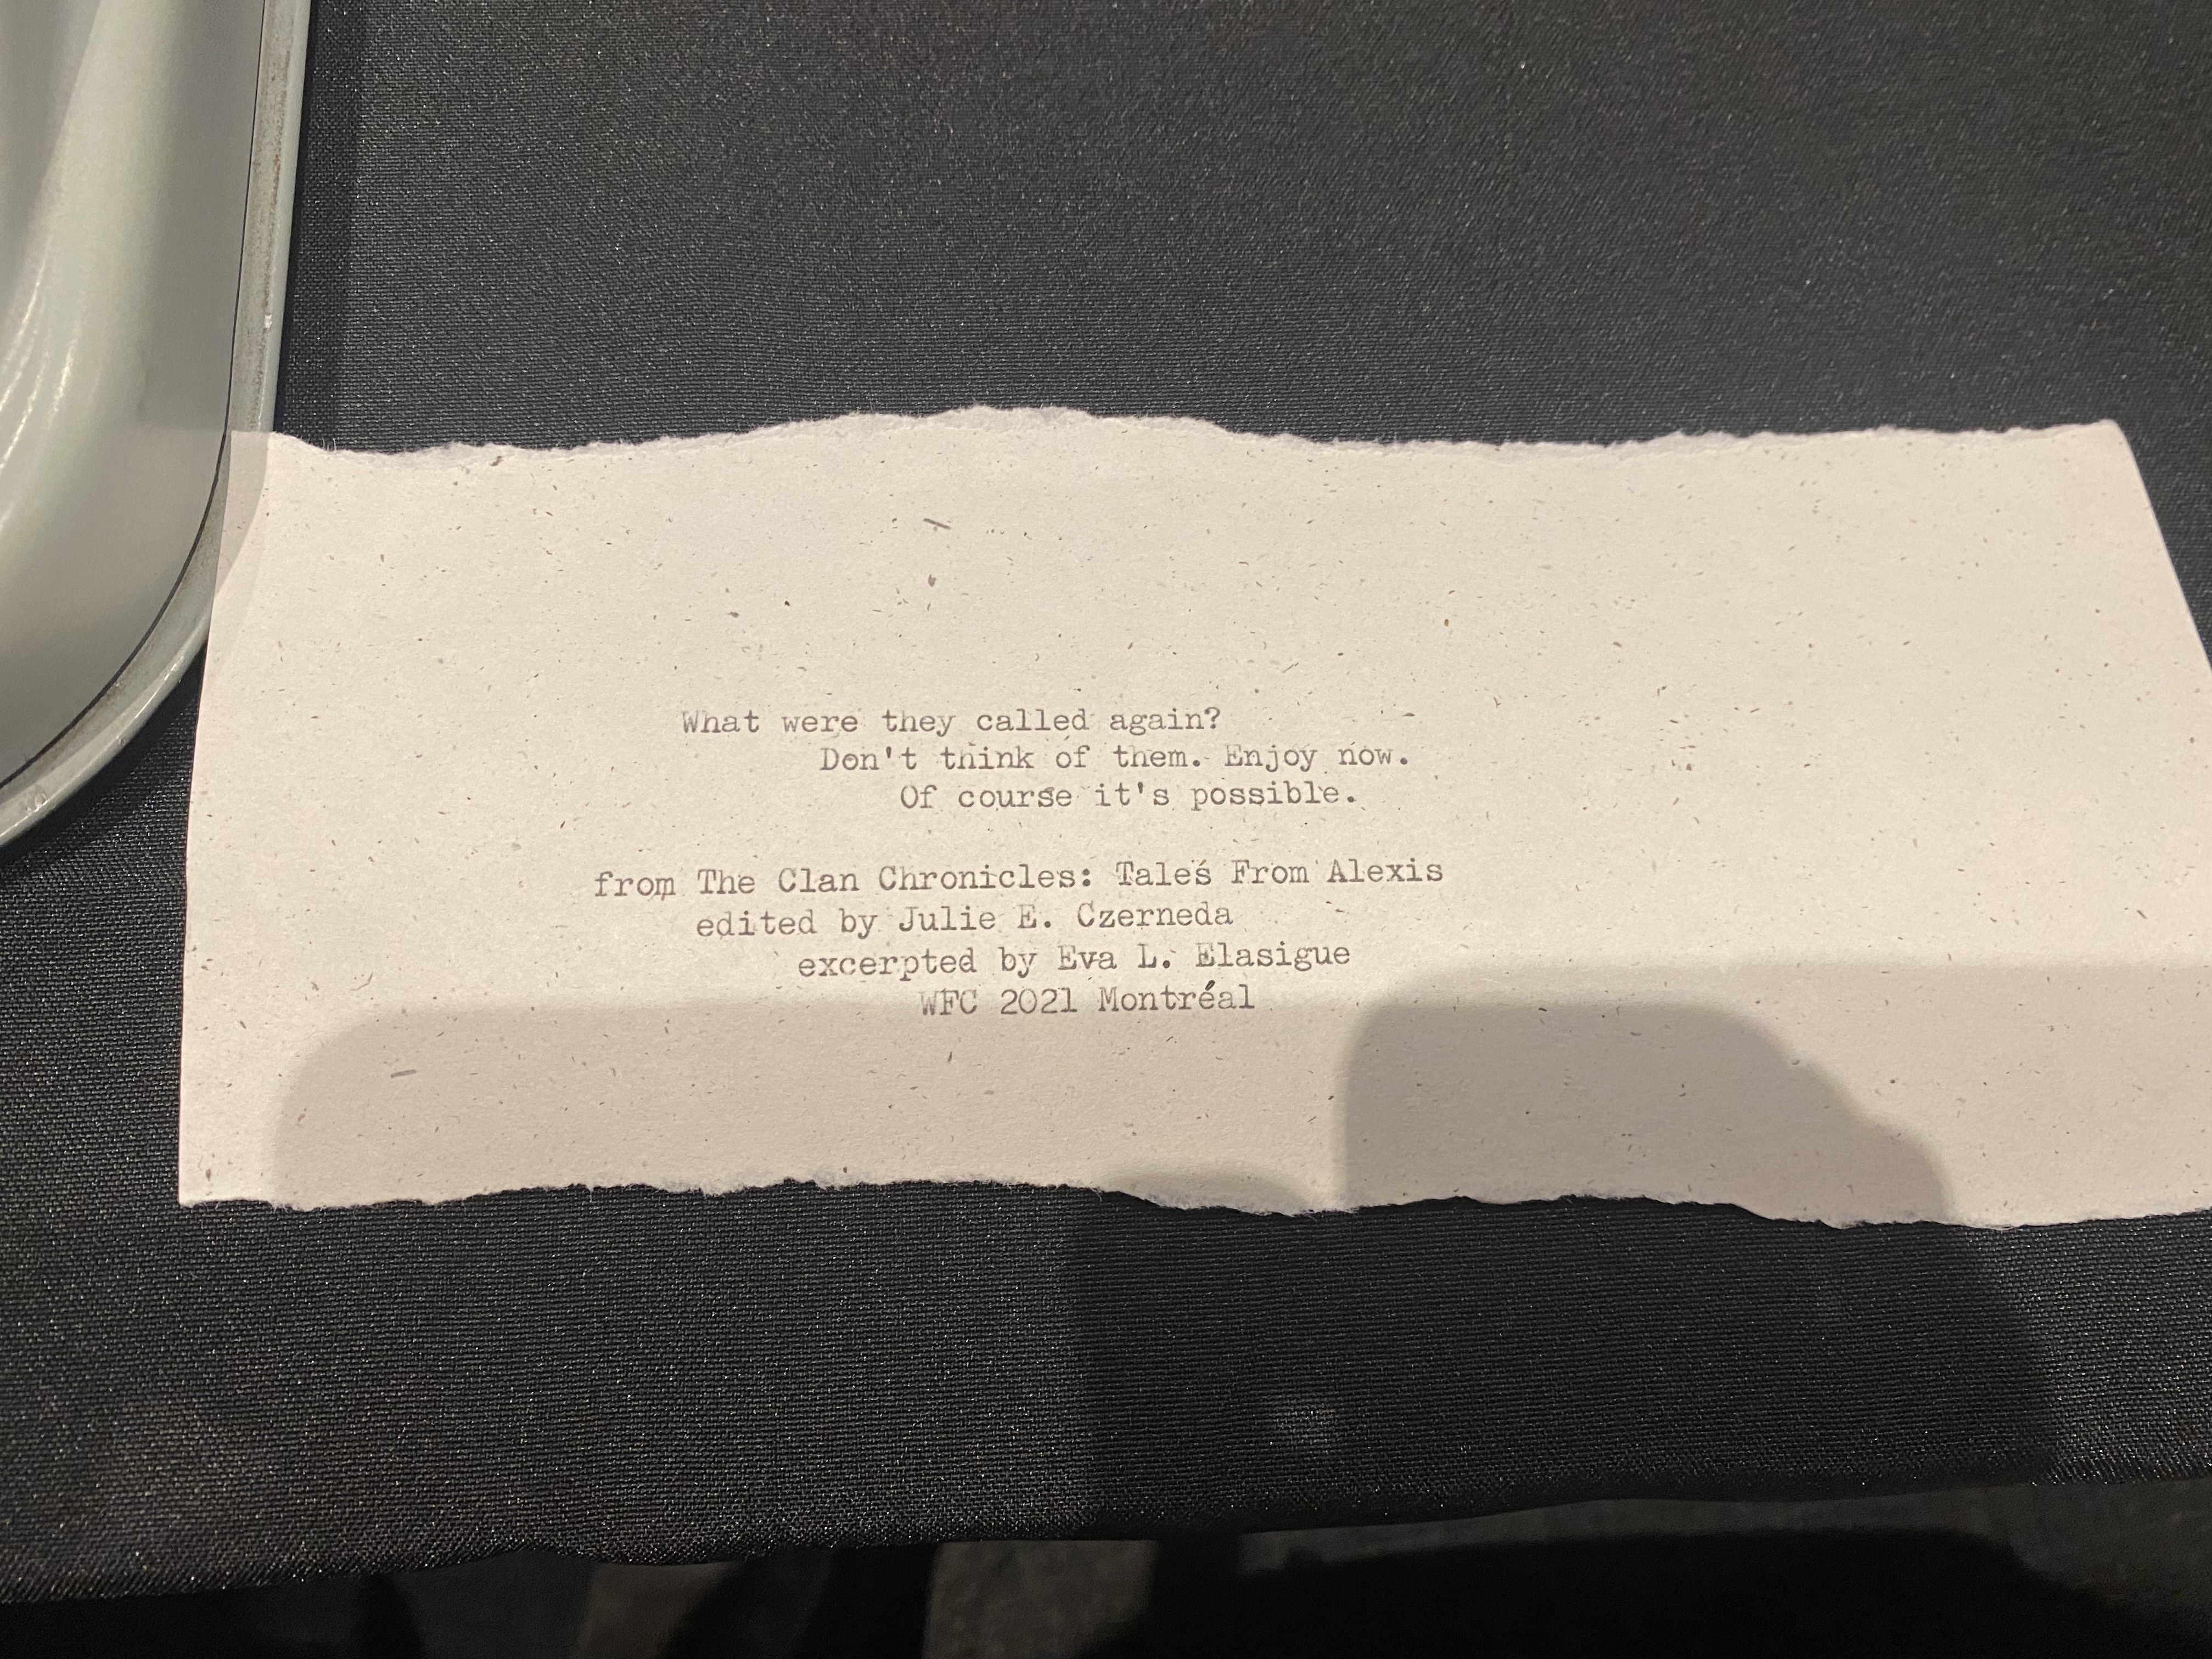 What were they called again?
Don't think of them. Enjoy now.
Of course it's possible.
from The Clan Chronicles: Tales From Alexis
edited by Julie E. Czerneda
excerpted by Eva L. Elasigue
WFC 2021 Montréal